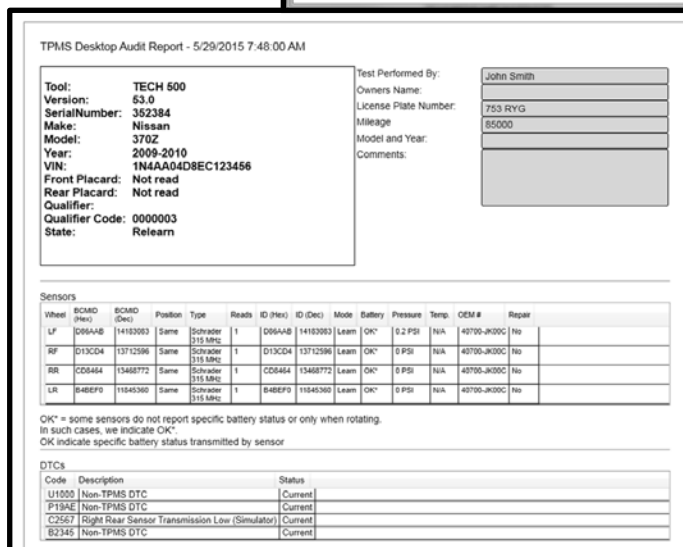 TPMS Desktop Audit Report - 5/29/2015 7:48:00 AM
Tool: TECH 500
Version: 53.0
SerialNumber: 352384
Make: Nissan
Model: 370Z
Year: 2009-2010
VIN: 1N4AA04D8EC123456
Front Placard: Not read
Rear Placard: Not read
Qualifier:
Qualifier Code: 0000003
State: Relearn
Test Performed By: John Smith
Owners Name:
License Plate Number: 753 RYG
Mileage 85000
Model and Year:
Comments:
Sensors
Wheel BCMID (Hex) BCMID (Dec) Position Type Reads ID (Hex) ID (Dec) Mode Battery Pressure Temp. OEM # Repair
LF D86AAB 14183083 Same Schrader 315 MHz 1 D86AAB 14183083 Learn OK* 0.2 PSI N/A 40700-JK00C No
RF D13CD4 13712596 Same Schrader 315 MHz 1 D13CD4 13712596 Learn OK* 0 PSI N/A 40700-JK00C No
RR CD8464 13468772 Same Schrader 315 MHz 1 CD8464 13468772 Learn OK* 0 PSI N/A 40700-JK00C No
LR B4BEF0 11845360 Same Schrader 315 MHz 1 B4BEF0 11845360 Learn OK* 0 PSI N/A 40700-JK00C No
OK* = some sensors do not report specific battery status or only when rotating.
In such cases, we indicate OK*.
OK indicate specific battery status transmitted by sensor
DTCs
Code Description Status
U1000 Non-TPMS DTC Current
P19AE Non-TPMS DTC Current
C2567 Right Rear Sensor Transmission Low (Simulator) Current
B2345 Non-TPMS DTC Current